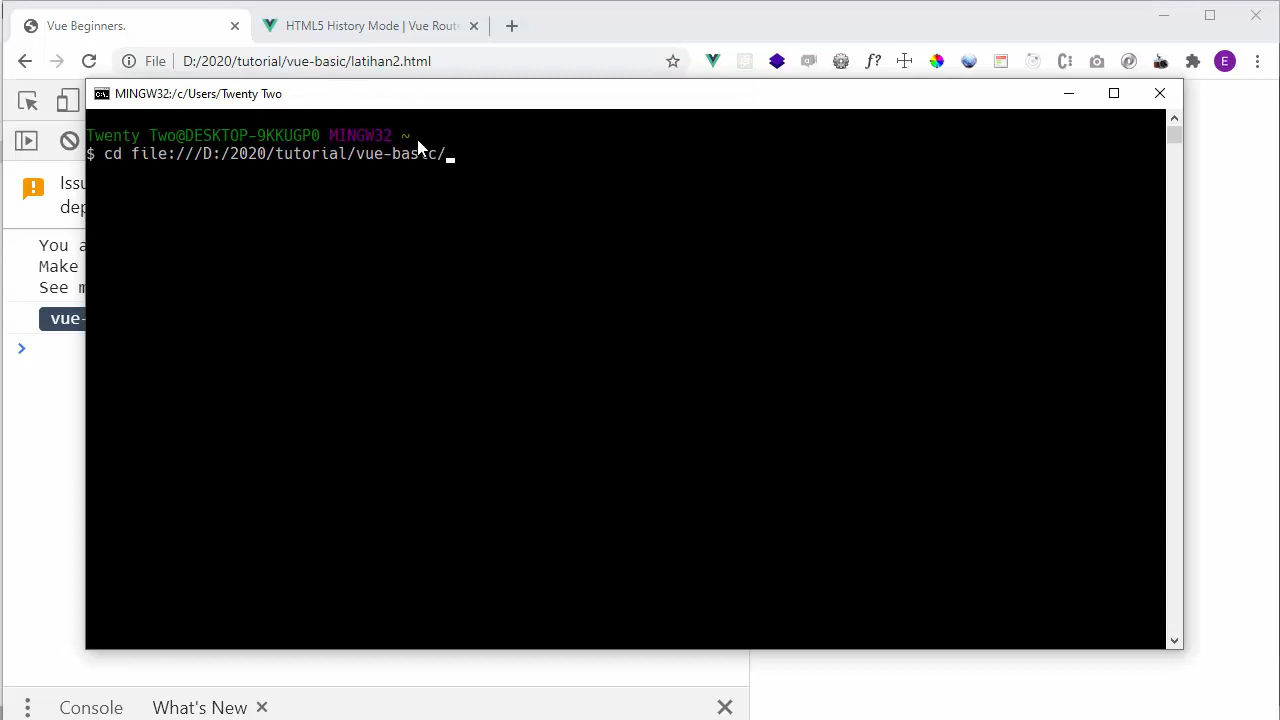 Vue Beginners.
HTML5 History Mode | Vue Route
File
D:/2020/tutorial/vue-basic/latihan2.html
f?
E
MINGW32:/c/Users/Twenty Two
Twenty Two@DESKTOP-9KKUGP0 MINGW32 ~
$ cd file:///D:/2020/tutorial/vue-basic/
Issu
dep
You a
Make
See m
vue-
>
Console
What's New